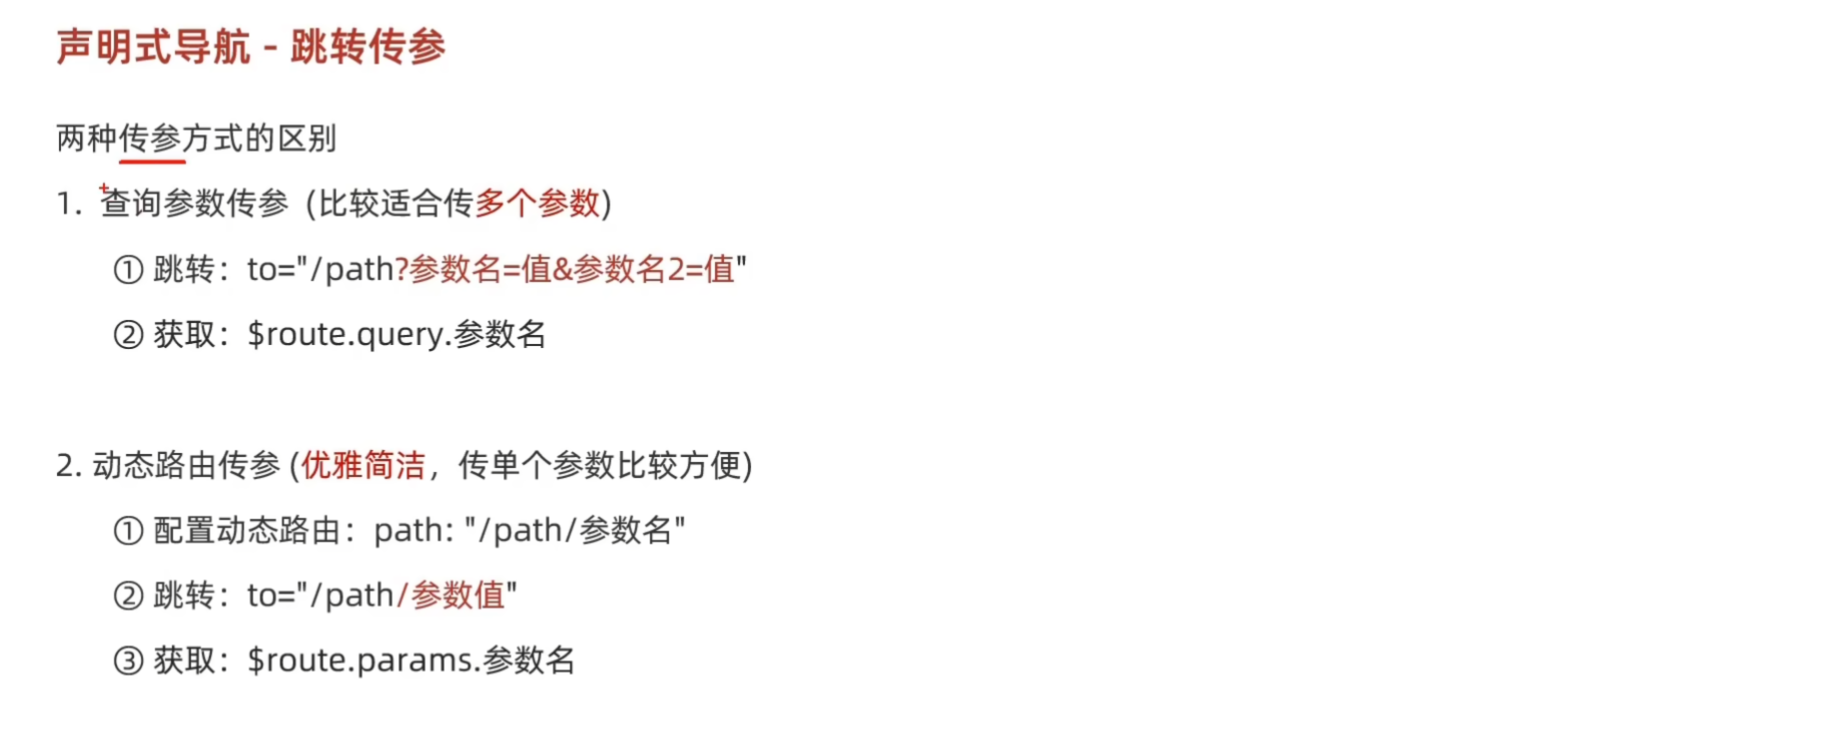 声明式导航 - 跳转传参
两种传参方式的区别
1. 查询参数传参 (比较适合传多个参数)
① 跳转：to="/path?参数名=值&参数名2=值"
② 获取：$route.query.参数名
2. 动态路由传参 (优雅简洁，传单个参数比较方便)
① 配置动态路由：path: "/path/参数名"
② 跳转：to="/path/参数值"
③ 获取：$route.params.参数名